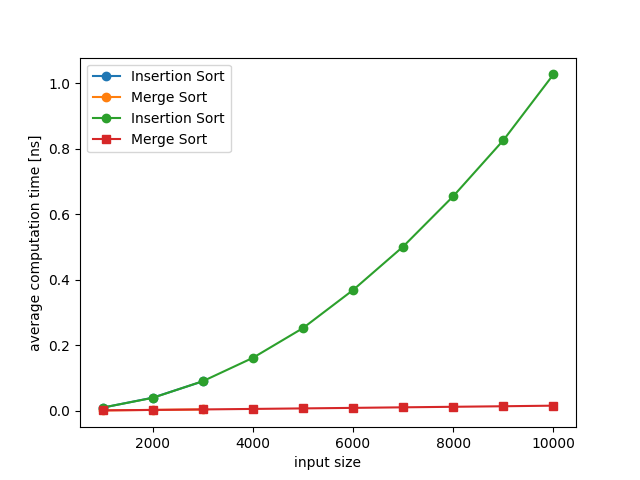 Insertion Sort
Merge Sort
Insertion Sort
Merge Sort
average computation time [ns]
1.0
0.8
0.6
0.4
0.2
0.0
2000 4000 6000 8000 10000
input size